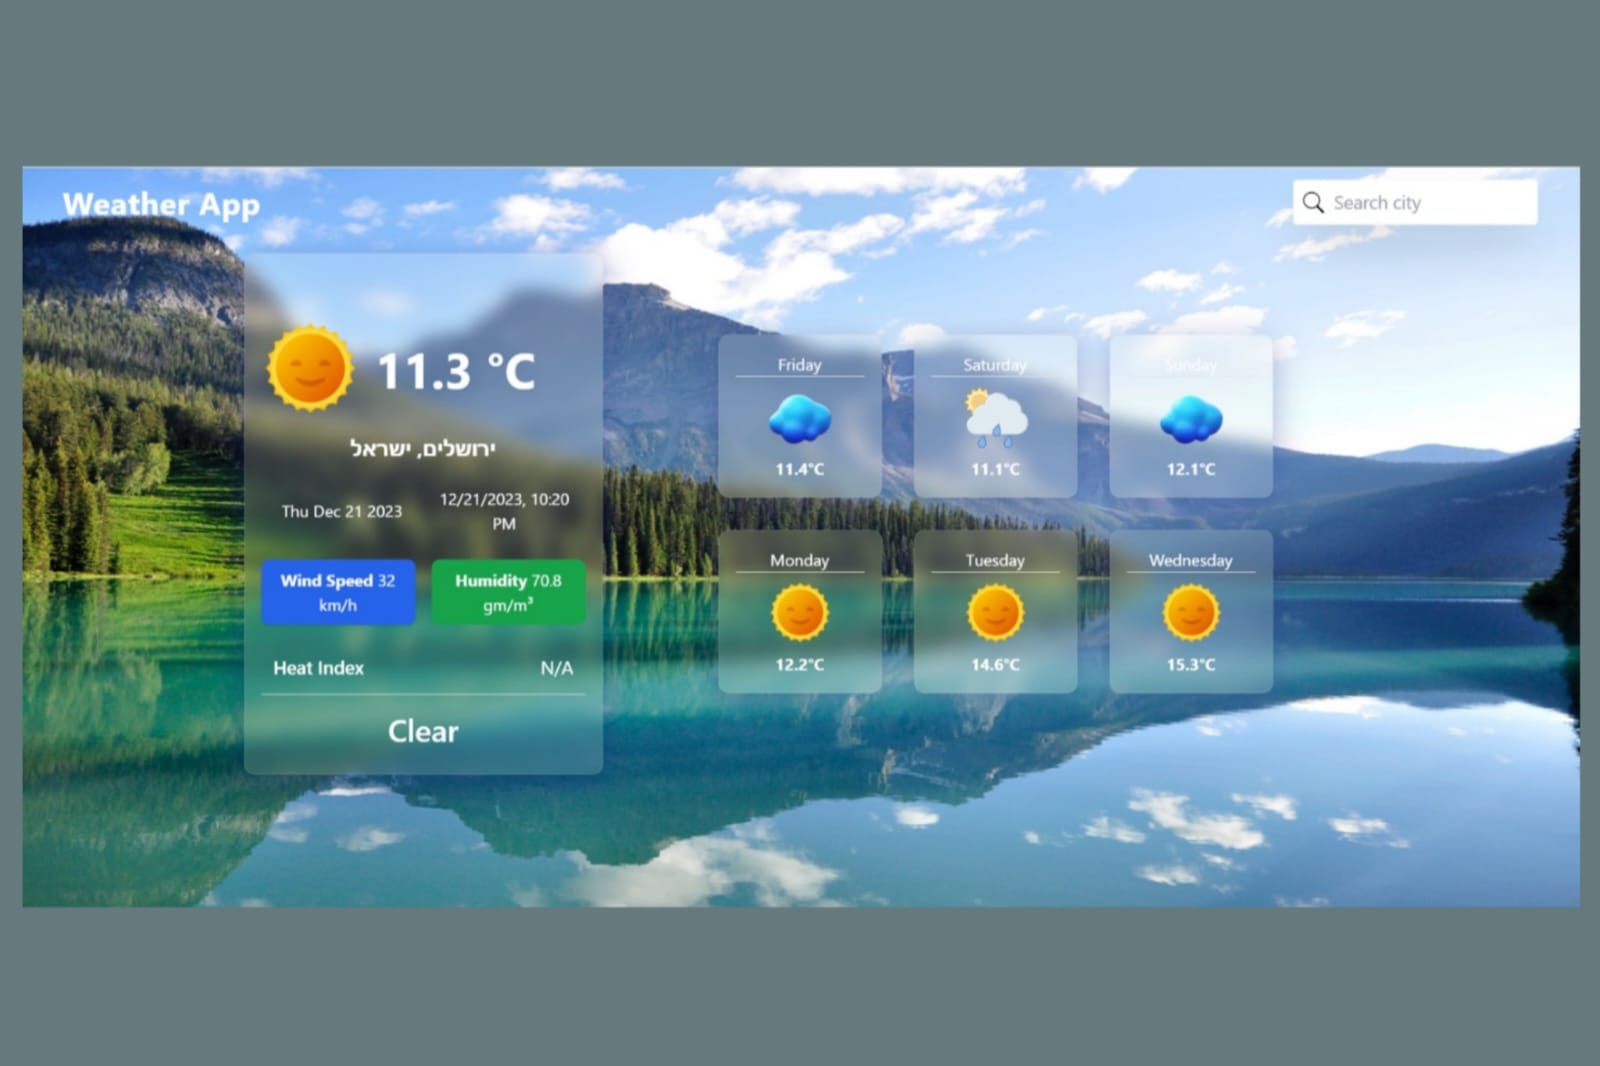 Weather App
Search city
11.3 °C
ירושלים, ישראל
Thu Dec 21 2023
12/21/2023, 10:20
PM
Wind Speed 32
km/h
Humidity 70.8
gm/m³
Heat Index N/A
Clear
Friday
11.4°C
Saturday
11.1°C
Sunday
12.1°C
Monday
12.2°C
Tuesday
14.6°C
Wednesday
15.3°C